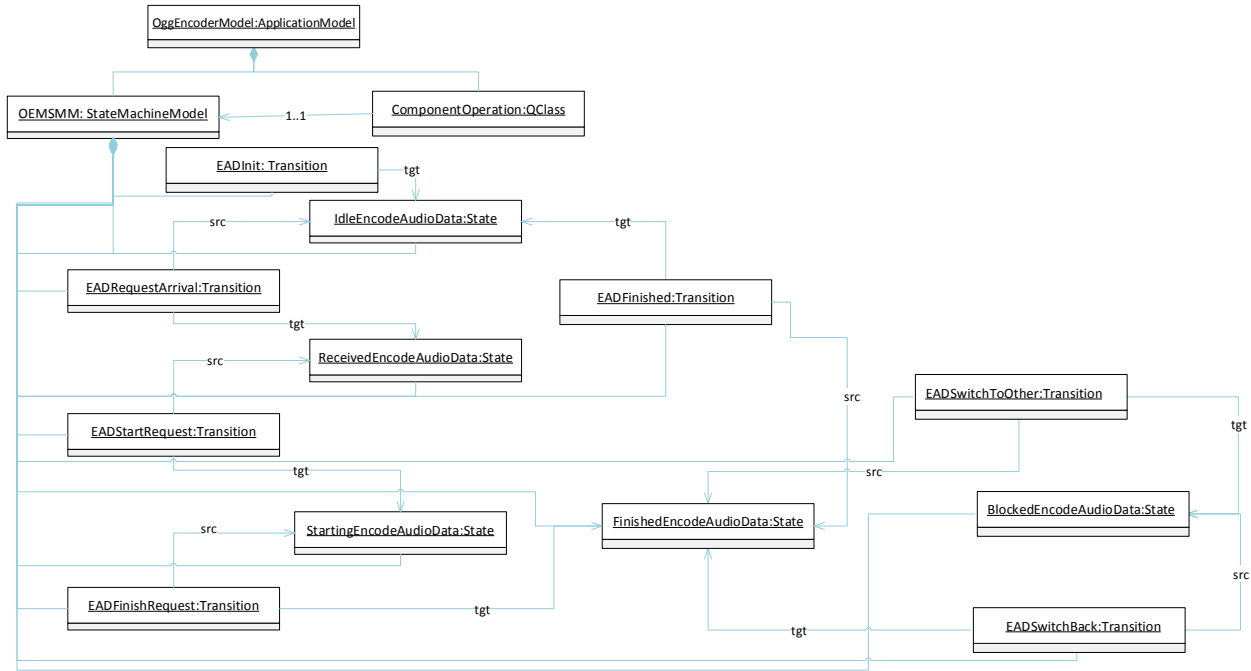 OggEncoderModel:ApplicationModel
OEMSMM: StateMachineModel
1..1
ComponentOperation:QClass
EADInit: Transition
tgt
IdleEncodeAudioData:State
src
tgt
EADRequestArrival:Transition
EADFinished:Transition
tgt
ReceivedEncodeAudioData:State
src
src
EADSwitchToOther:Transition
EADStartRequest:Transition
tgt
tgt
src
StartingEncodeAudioData:State
FinishedEncodeAudioData:State
BlockedEncodeAudioData:State
src
src
EADFinishRequest:Transition
tgt
tgt
EADSwitchBack:Transition